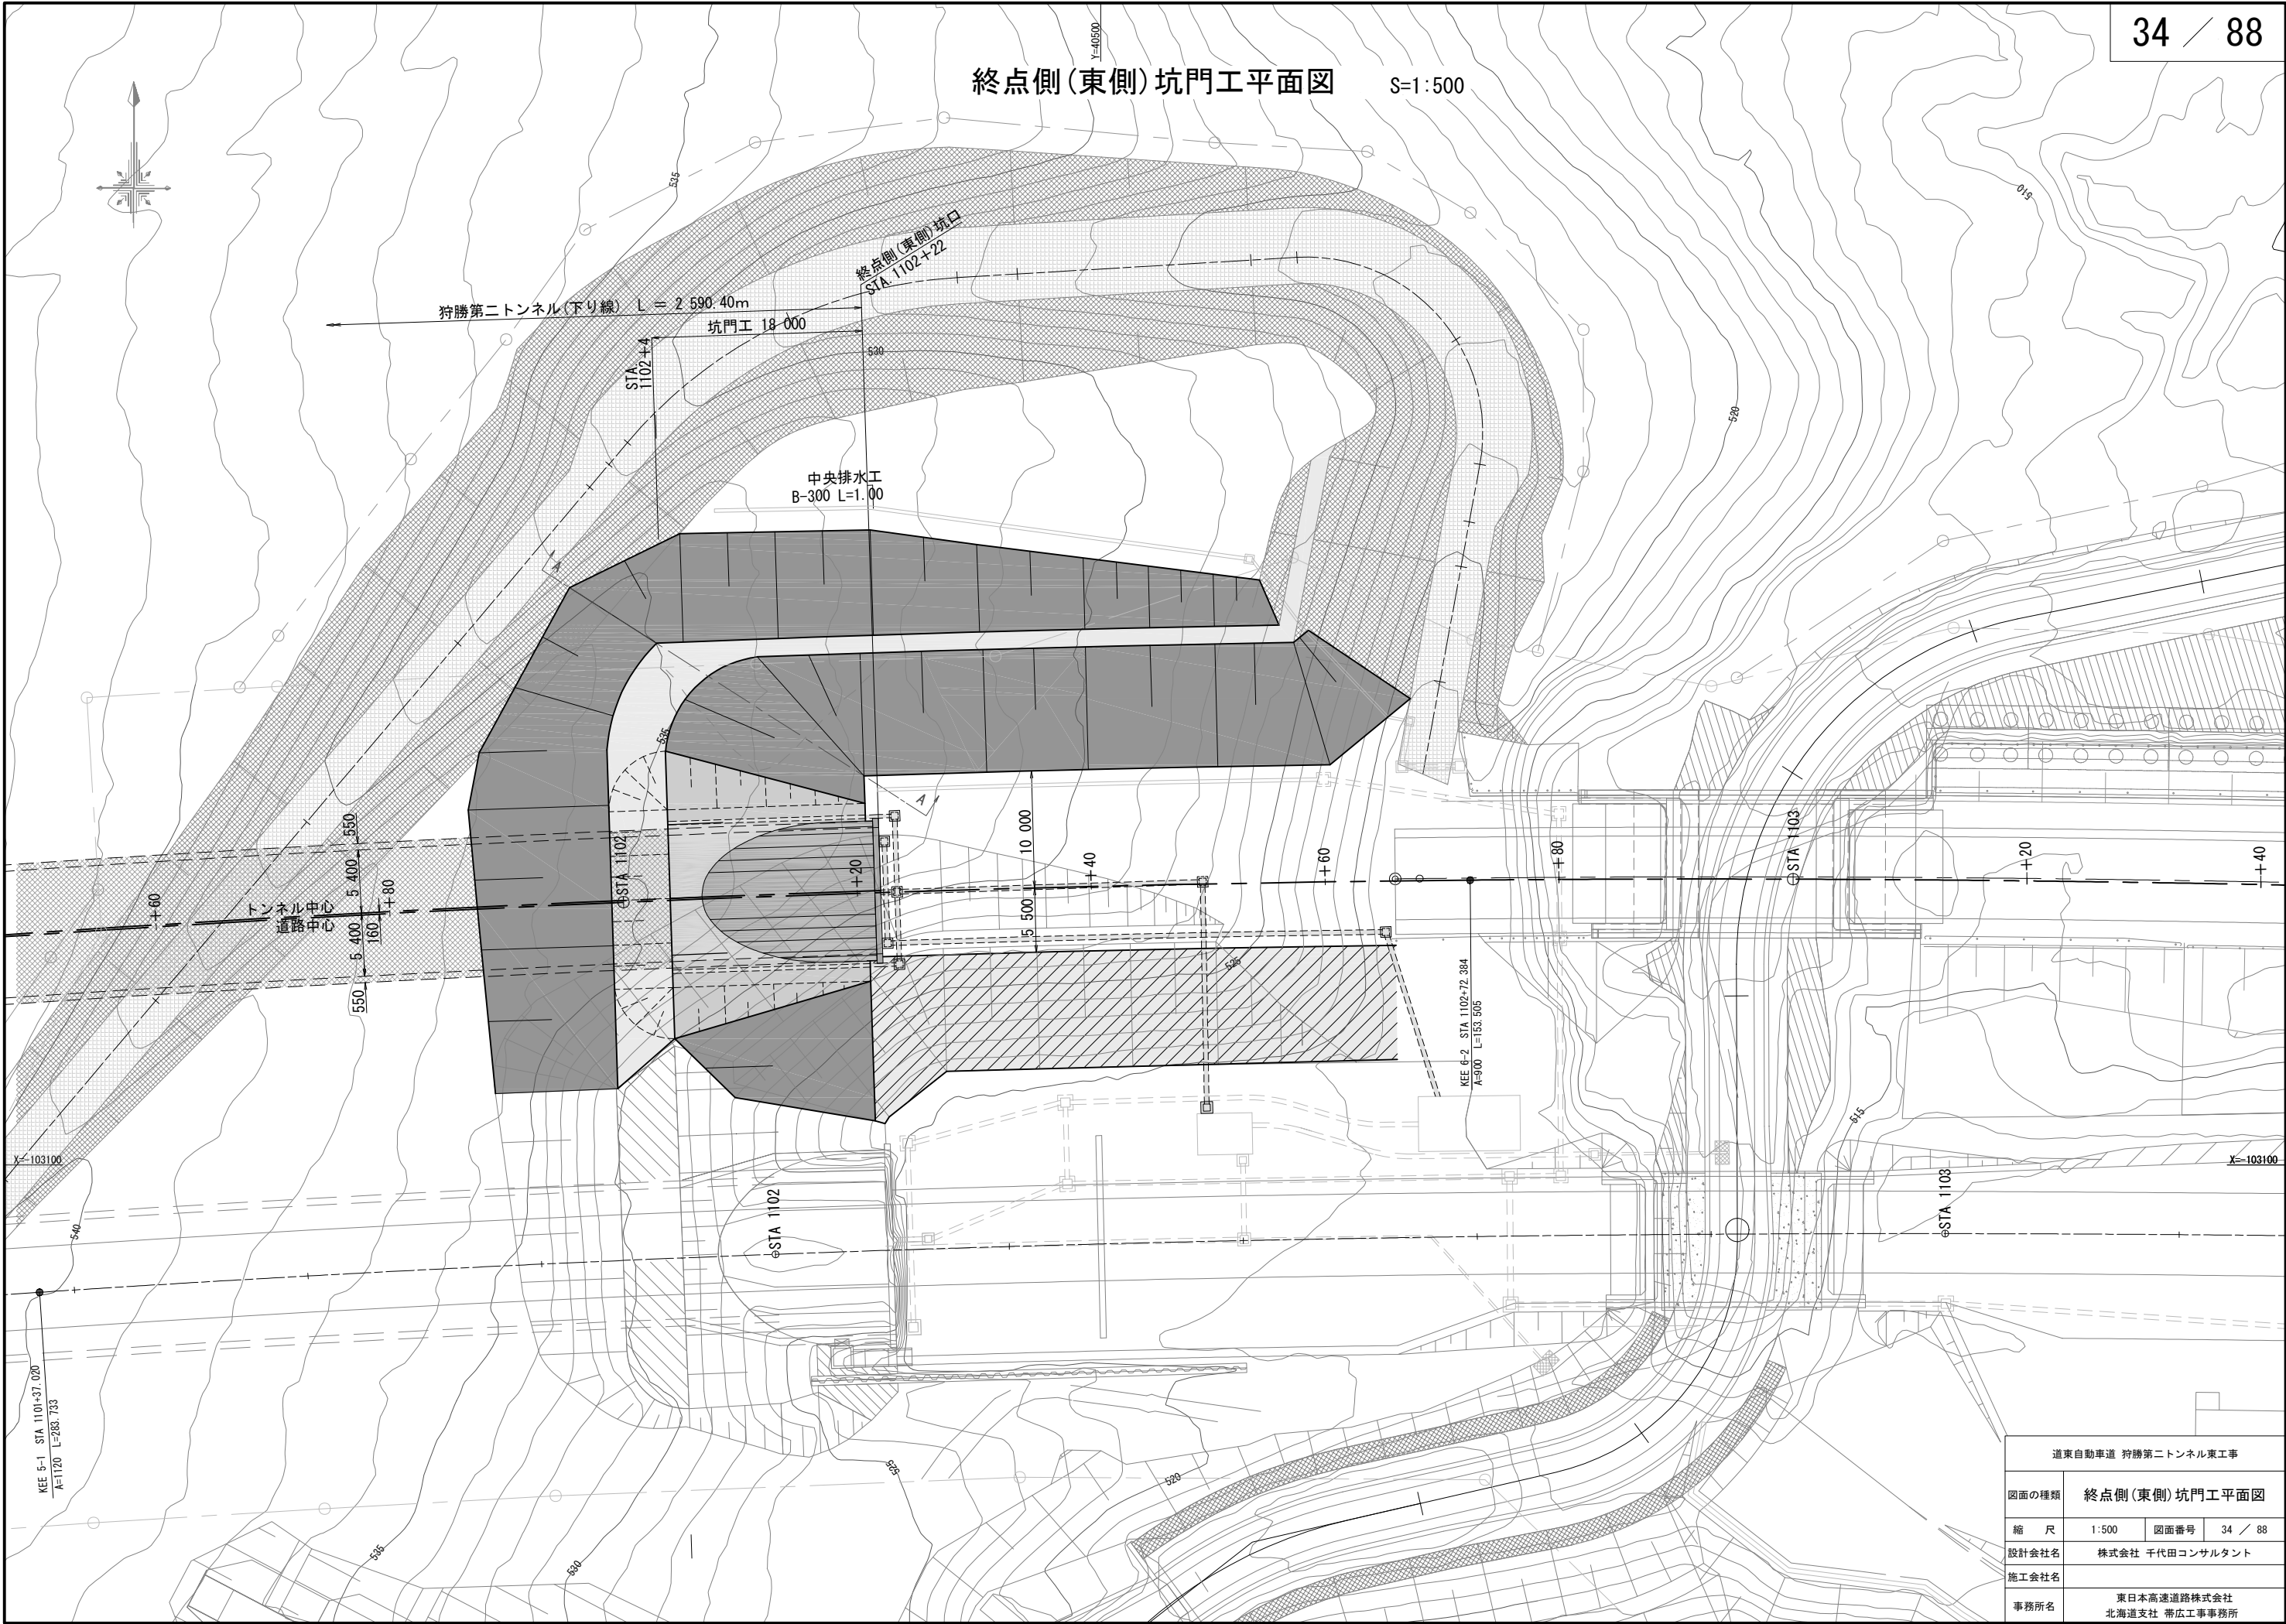 34 ／ 88
Y=40500
終点側(東側)坑門工平面図 S=1:500
535
510
終点側(東側)坑口
STA. 1102+22
狩勝第二トンネル(下り線) L = 2 590.40m
坑門工 18 000
STA.
1102+4
530
520
中央排水工
B-300 L=1.00
A
535
A
10 000
5 500
550
5 400
5 400
160
550
+60
トンネル中心
道路中心
+80
STA 1102
+20
+40
+60
+80
STA 1103
+20
+40
525
KEE 6-2 STA 1102+72.384
A=900 L=153.505
515
X=-103100
X=-103100
540
STA 1102
STA 1103
KEE 5-1 STA 1101+37.020
A=1120 L=283.733
525
520
535
530
道東自動車道 狩勝第二トンネル東工事
図面の種類 終点側(東側)坑門工平面図
縮 尺 1:500 図面番号 34 ／ 88
設計会社名 株式会社 千代田コンサルタント
施工会社名
事務所名 東日本高速道路株式会社
北海道支社 帯広工事事務所